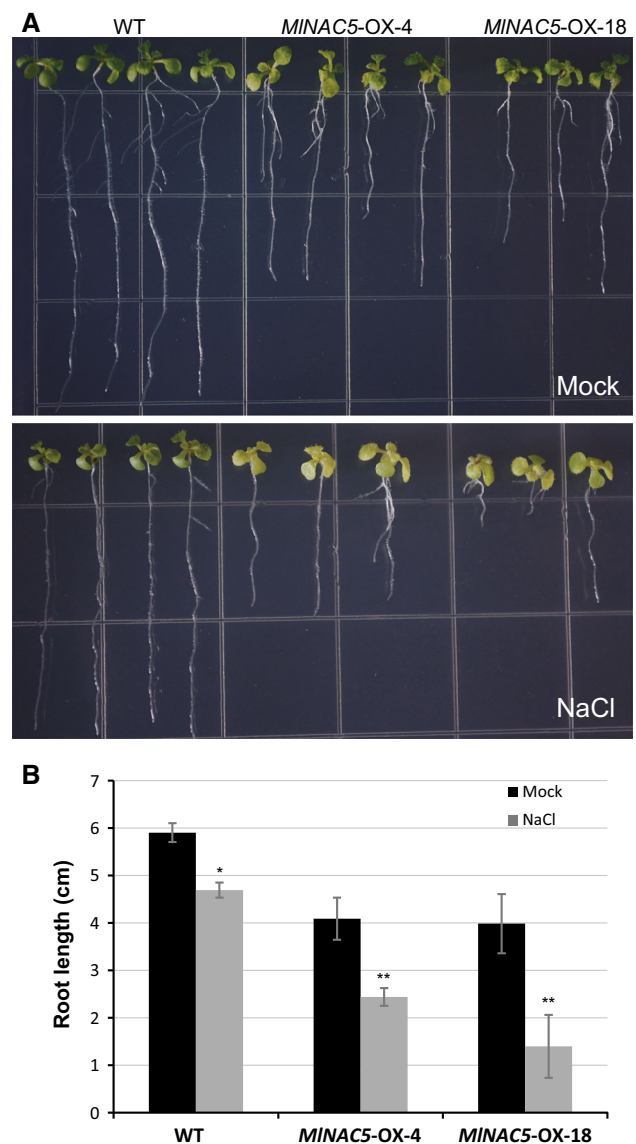 A
WT MlNAC5-OX-4 MlNAC5-OX-18
Mock
NaCl
B
7
6
5
4
3
2
1
0
Root length (cm)
Mock
NaCl
*
**
**
WT MlNAC5-OX-4 MlNAC5-OX-18